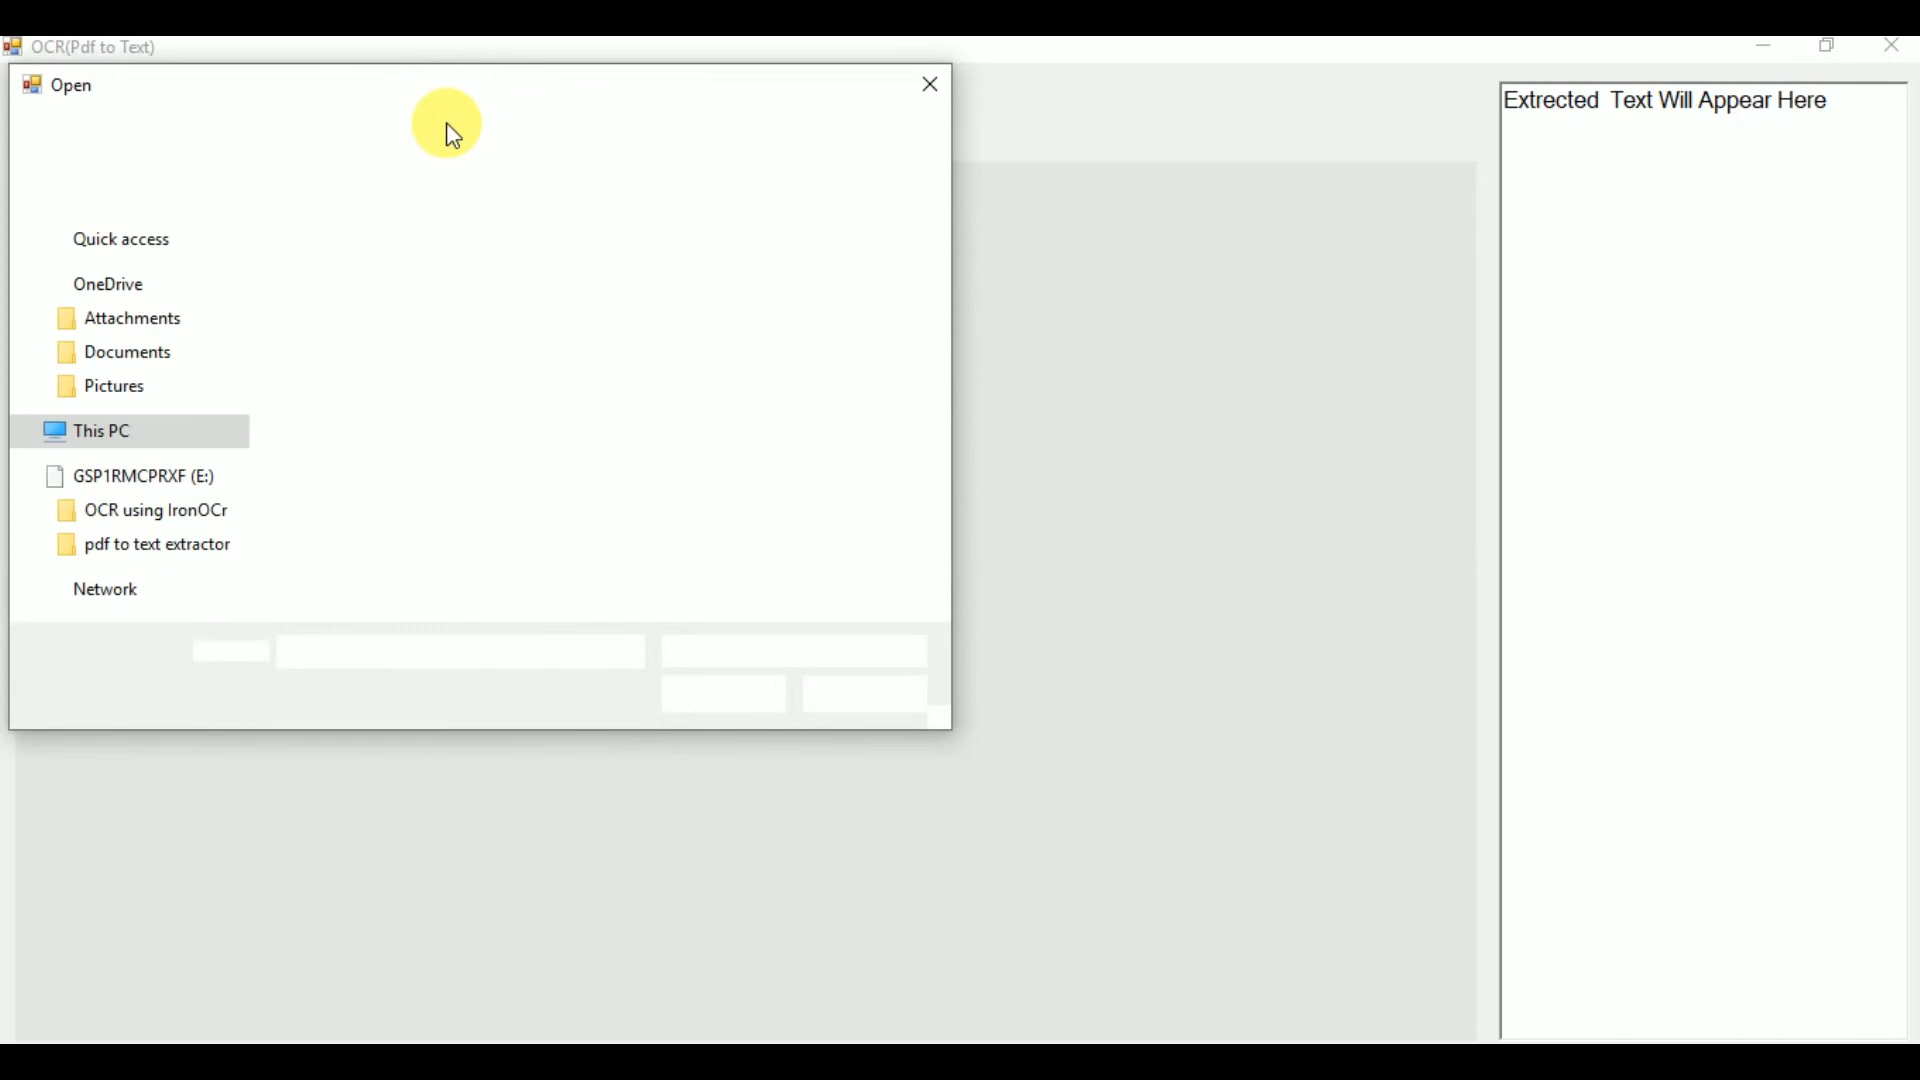 OCR(Pdf to Text)
Open
Extrected  Text Will Appear Here
Quick access
OneDrive
Attachments
Documents
Pictures
This PC
GSP1RMCPRXF (E:)
OCR using IronOCr
pdf to text extractor
Network